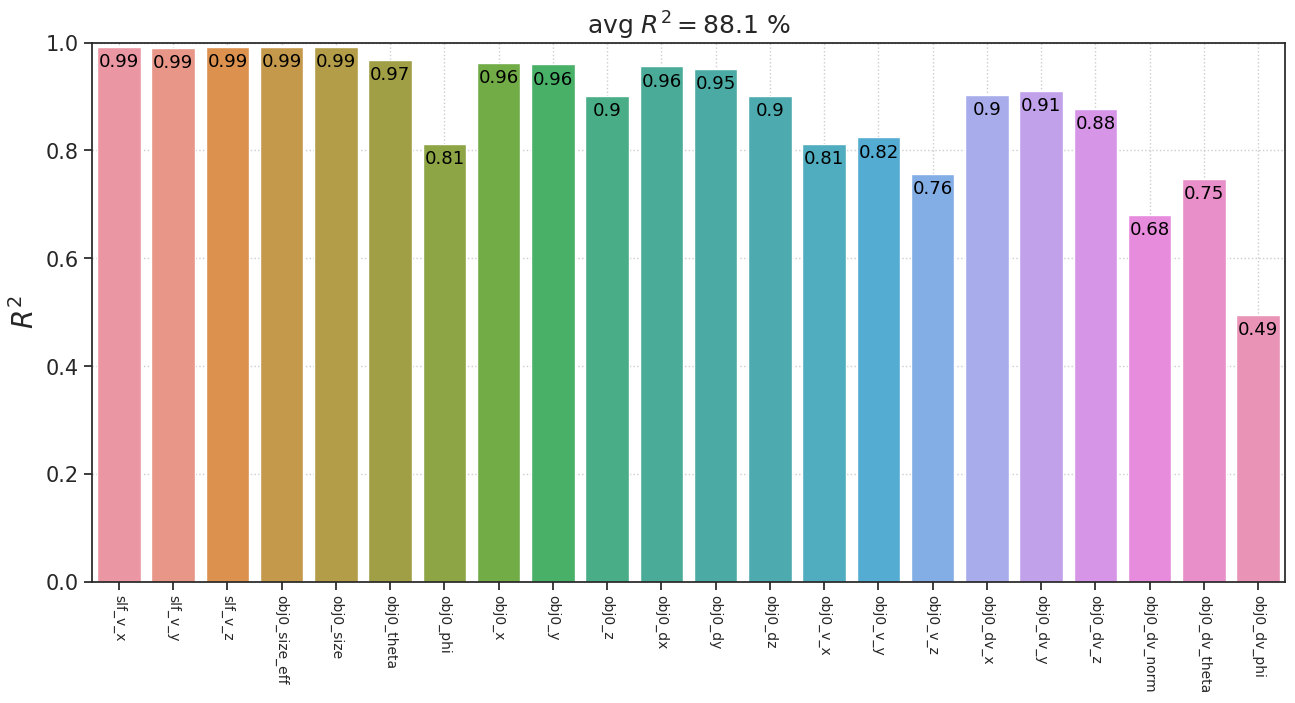 avg R² = 88.1 %
R²
1.0
0.8
0.6
0.4
0.2
0.0
0.99
0.99
0.99
0.99
0.99
0.97
0.81
0.96
0.96
0.9
0.96
0.95
0.9
0.81
0.82
0.76
0.9
0.91
0.88
0.68
0.75
0.49
slf_v_x
slf_v_y
slf_v_z
obj0_size_eff
obj0_size
obj0_theta
obj0_phi
obj0_x
obj0_y
obj0_z
obj0_dx
obj0_dy
obj0_dz
obj0_v_x
obj0_v_y
obj0_v_z
obj0_dv_x
obj0_dv_y
obj0_dv_z
obj0_dv_norm
obj0_dv_theta
obj0_dv_phi